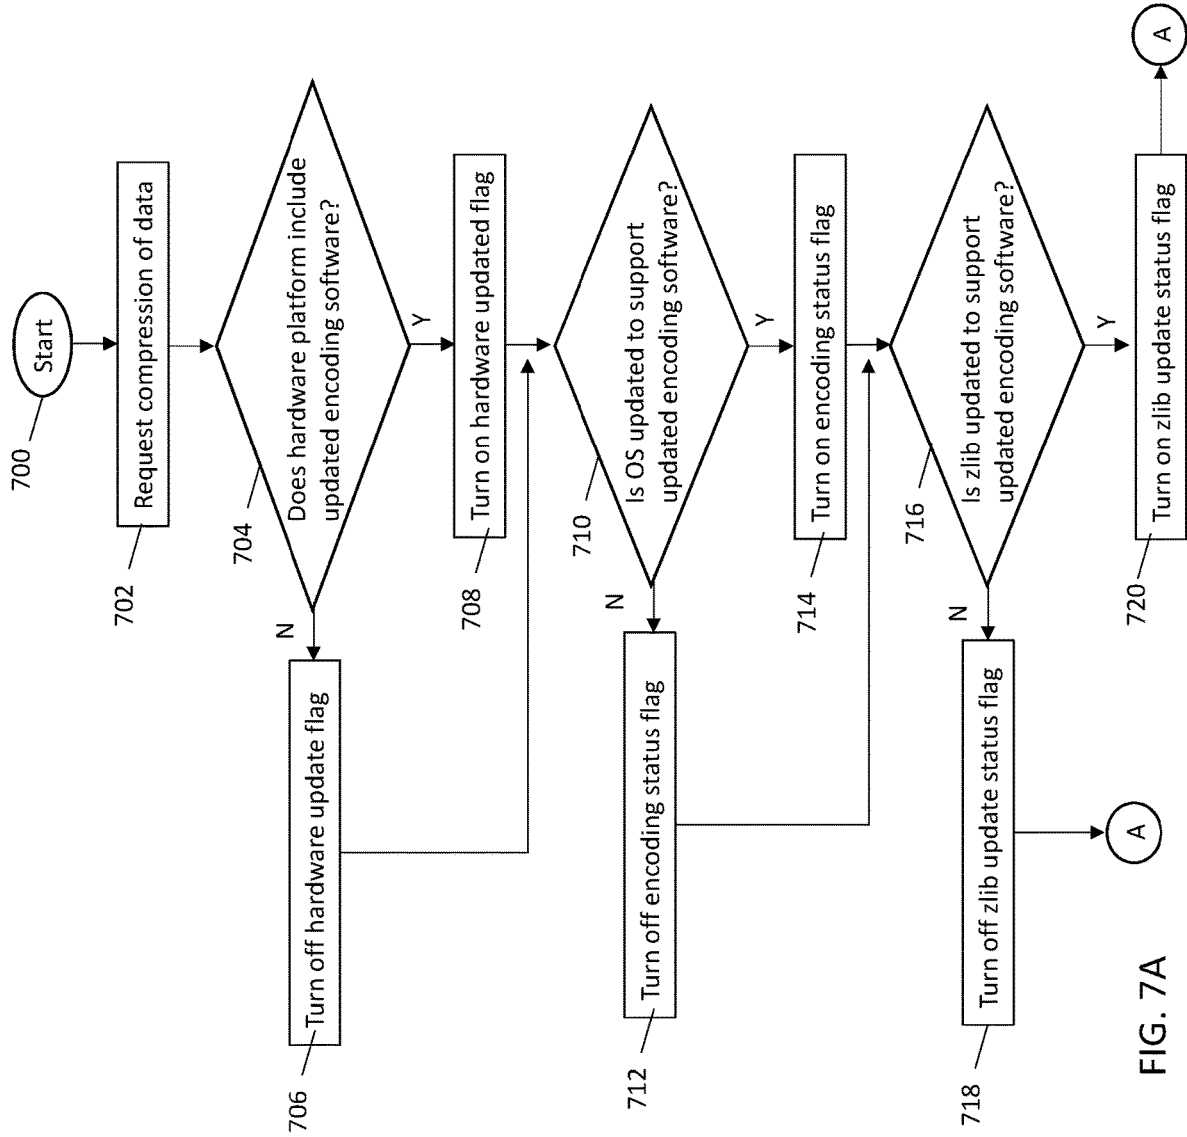 700
Start
702
Request compression of data
704
Does hardware platform include
updated encoding software?
N
Y
706
Turn off hardware update flag
708
Turn on hardware updated flag
710
Is OS updated to support
updated encoding software?
N
Y
712
Turn off encoding status flag
714
Turn on encoding status flag
716
Is zlib updated to support
updated encoding software?
N
Y
718
Turn off zlib update status flag
A
720
Turn on zlib update status flag
A
FIG. 7A